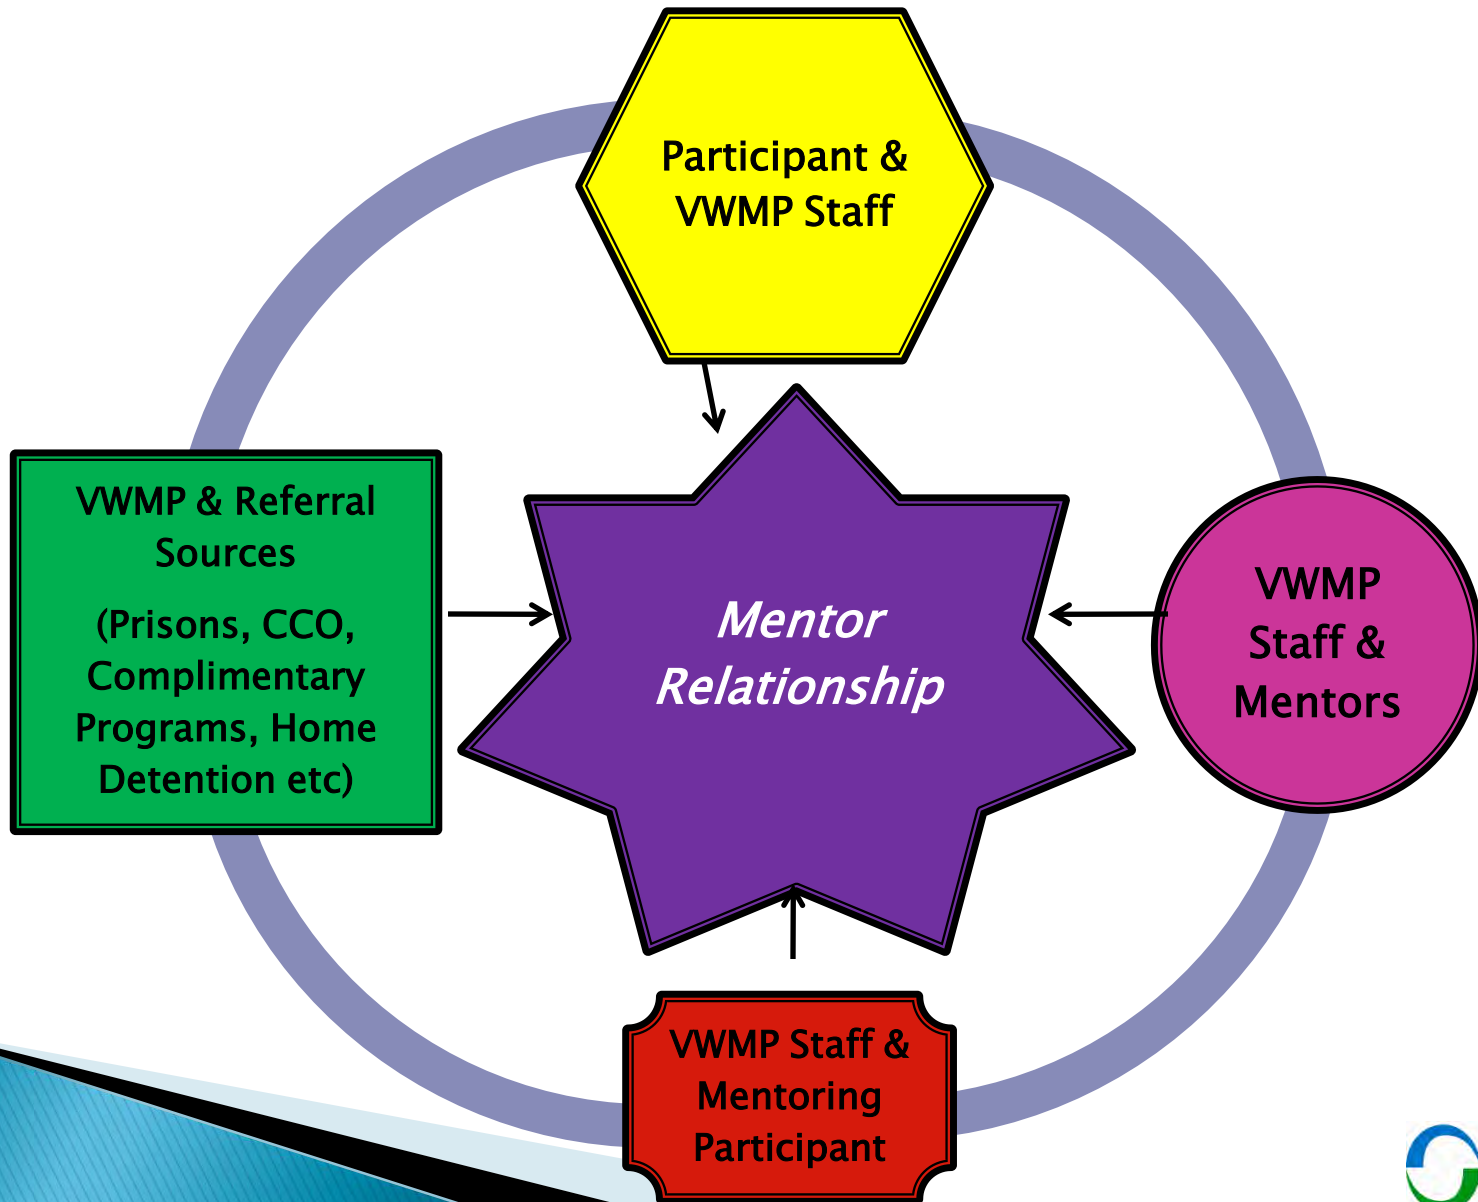 Participant &
VWMP Staff
VWMP & Referral
Sources
(Prisons, CCO,
Complimentary
Programs, Home
Detention etc)
Mentor
Relationship
VWMP
Staff &
Mentors
VWMP Staff &
Mentoring
Participant